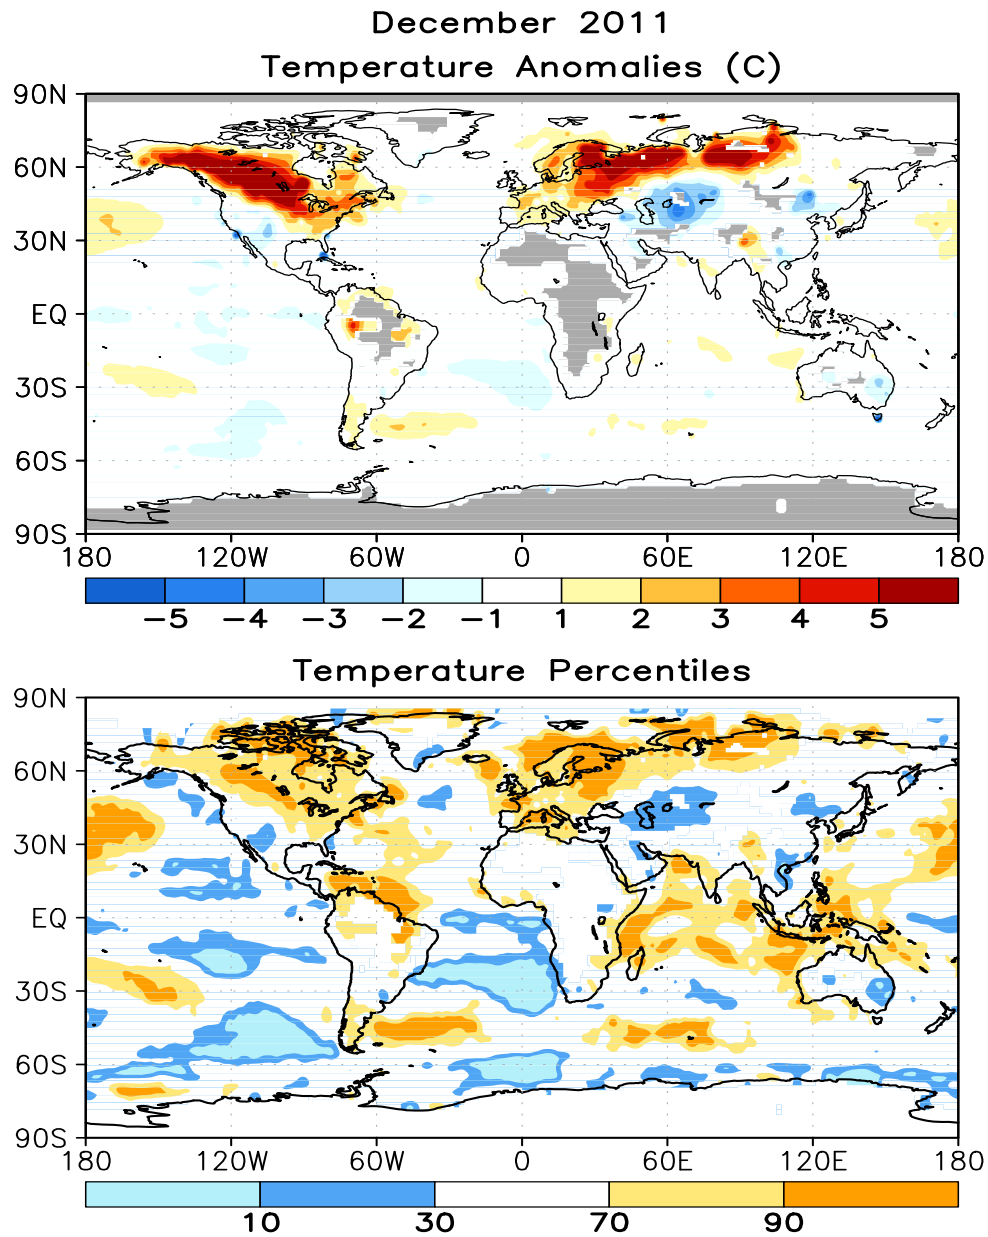 December 2011
Temperature Anomalies (C)
90N
60N
30N
EQ
30S
60S
90S
180 120W 60W 0 60E 120E 180
-5 -4 -3 -2 -1 1 2 3 4 5
Temperature Percentiles
90N
60N
30N
EQ
30S
60S
90S
180 120W 60W 0 60E 120E 180
10 30 70 90